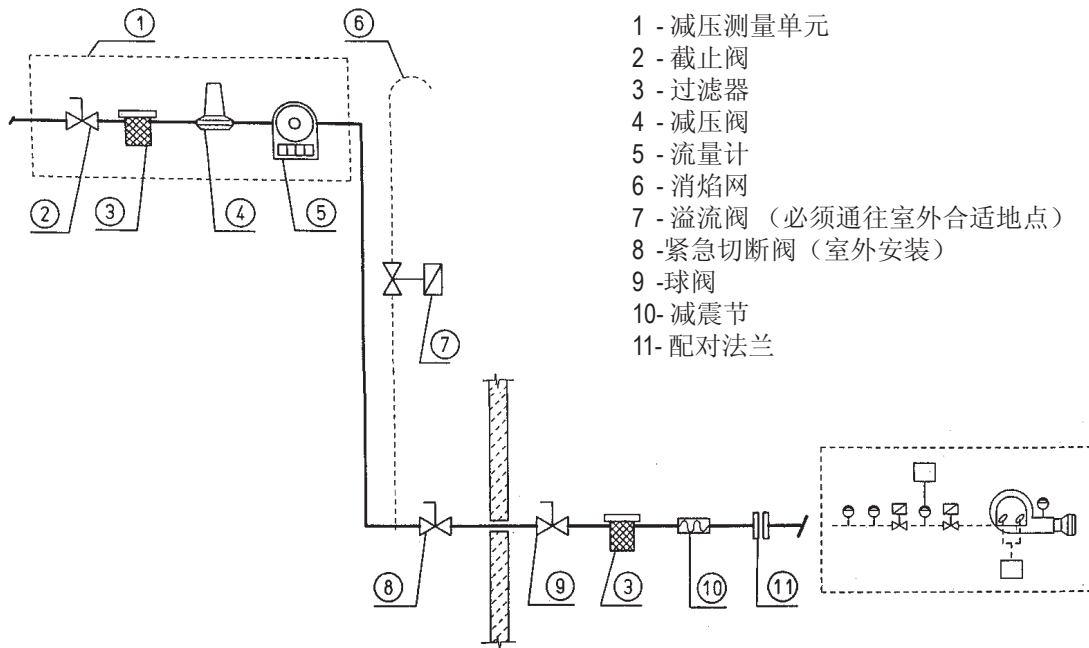 ①
⑥
②
③
④
⑤
⑦
⑧
⑨
③
⑩
⑪
1 - 减压测量单元
2 - 截止阀
3 - 过滤器
4 - 减压阀
5 - 流量计
6 - 消焰网
7 - 溢流阀 （必须通往室外合适地点）
8 -紧急切断阀（室外安装）
9 -球阀
10- 减震节
11- 配对法兰